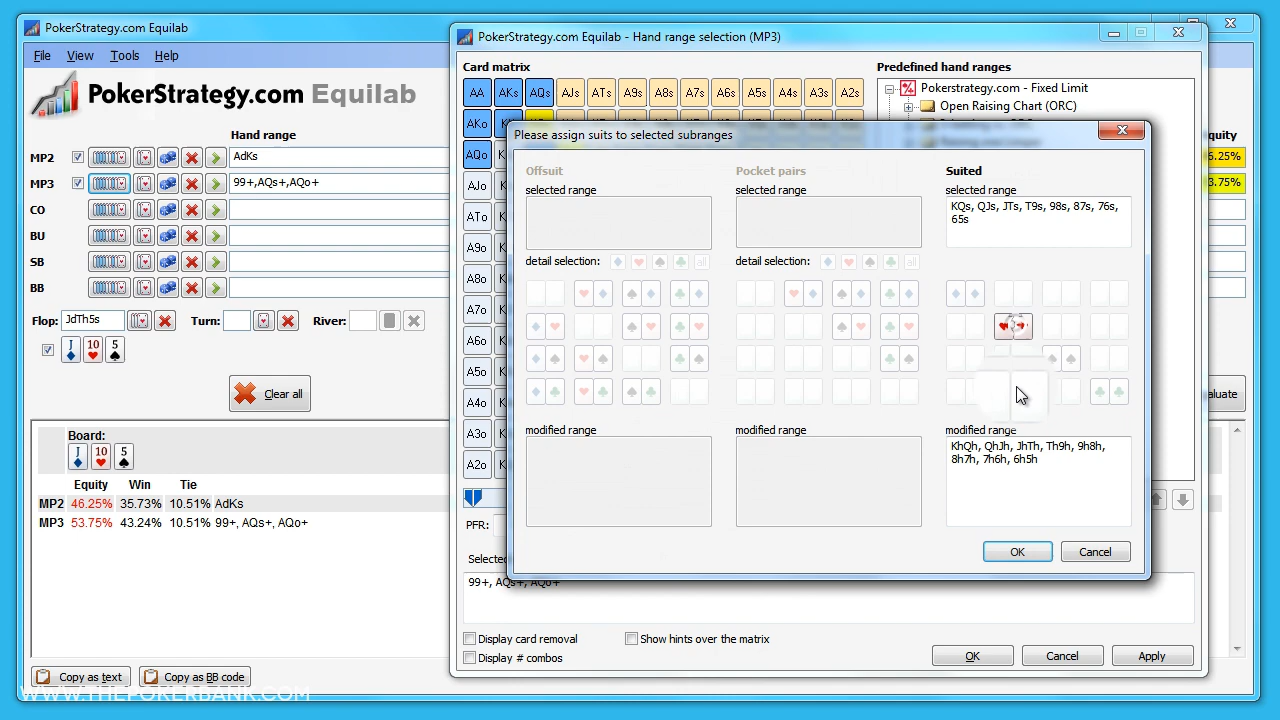 PokerStrategy.com Equilab
File View Tools Help
PokerStrategy.com Equilab
Hand range
MP2 AdKs
MP3 99+,AQs+,AQo+
CO
BU
SB
BB
Flop: JdTh5s Turn: River:
J 10 5
Clear all
Board:
J 10 5
Equity Win Tie
MP2 46.25% 35.73% 10.51% AdKs
MP3 53.75% 43.24% 10.51% 99+, AQs+, AQo+
Copy as text Copy as BB code
WWW.THEPOKERBANK.COM
PokerStrategy.com Equilab - Hand range selection (MP3)
Card matrix
AA AKs AQs AJs ATs A9s A8s A7s A6s A5s A4s A3s A2s
AKo
AQo
AJo
ATo
A9o
A8o
A7o
A6o
A5o
A4o
A3o
A2o
Predefined hand ranges
Pokerstrategy.com - Fixed Limit
Open Raising Chart (ORC)
PFR:
99+, AQs+, AQo+
Display card removal
Show hints over the matrix
Display # combos
OK Cancel Apply
Please assign suits to selected subranges
Offsuit
selected range
detail selection: all
modified range
Pocket pairs
selected range
detail selection: all
modified range
Suited
selected range
KQs, QJs, JTs, T9s, 98s, 87s, 76s,
65s
modified range
KhQh, QhJh, JhTh, Th9h, 9h8h,
8h7h, 7h6h, 6h5h
OK Cancel